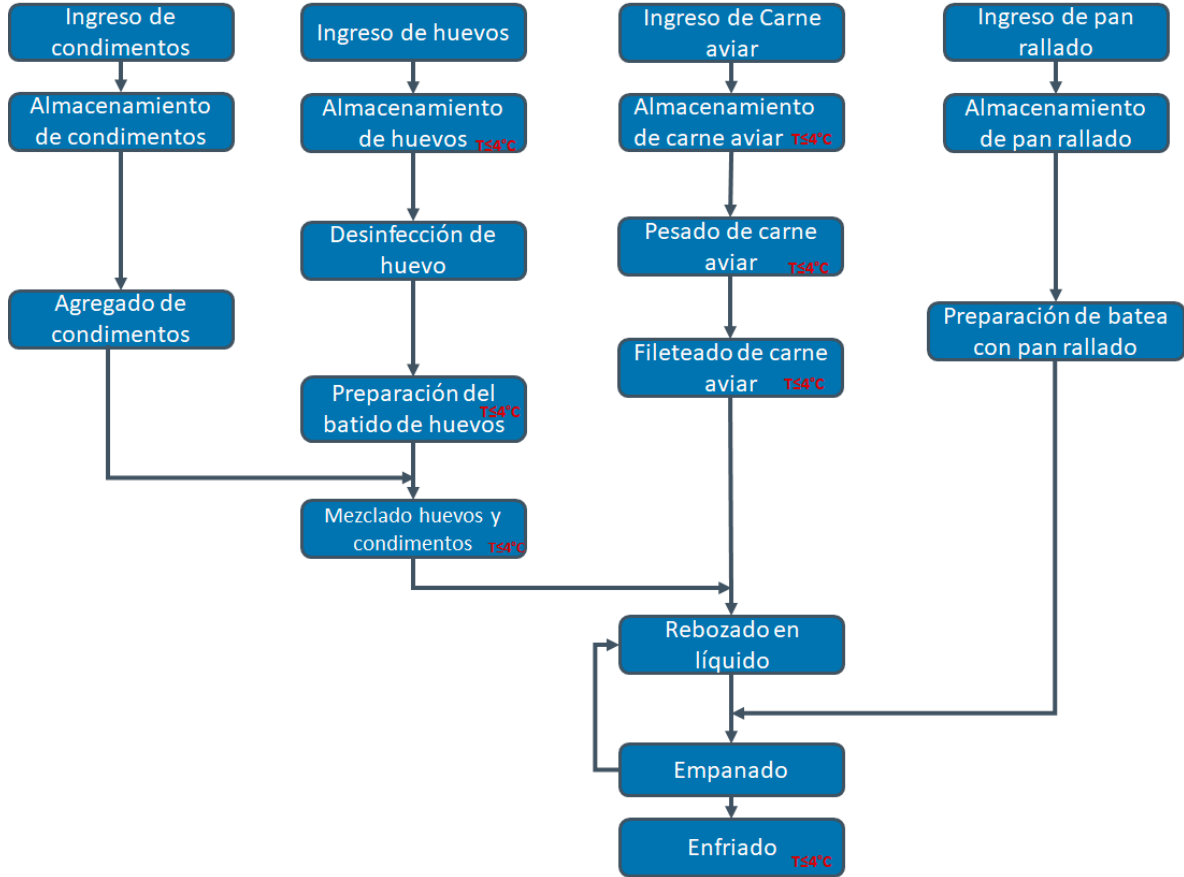 Ingreso de
condimentos
Ingreso de huevos
Ingreso de Carne
aviar
Ingreso de pan
rallado
Almacenamiento
de condimentos
Almacenamiento
de huevos T≤4°C
Almacenamiento
de carne aviar T≤4°C
Almacenamiento
de pan rallado
Desinfección de
huevo
Pesado de carne
aviar T≤4°C
Agregado de
condimentos
Preparación de batea
con pan rallado
Fileteado de carne
aviar T≤4°C
Preparación del
T≤4°C
batido de huevos
Mezclado huevos y
condimentos T≤4°C
Rebozado en
líquido
Empanado
Enfriado
T≤4°C